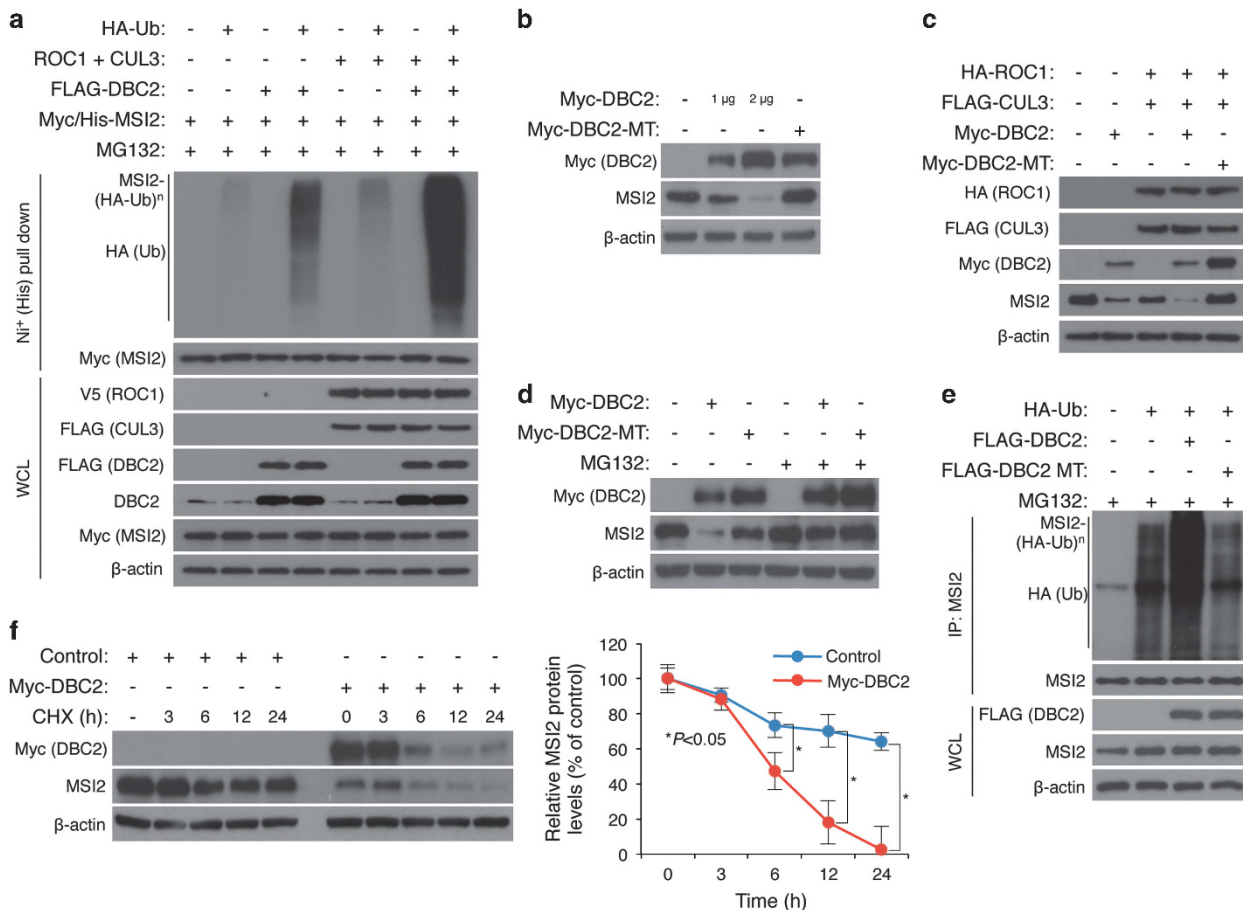 a
HA-Ub: - + - + - + - +
ROC1 + CUL3: - - - - + + + +
FLAG-DBC2: - - + + - - + +
Myc/His-MSI2: + + + + + + + +
MG132: + + + + + + + +
Ni⁺ (His) pull down
MSI2-
(HA-Ub)ⁿ
HA (Ub)
Myc (MSI2)
WCL
V5 (ROC1)
FLAG (CUL3)
FLAG (DBC2)
DBC2
Myc (MSI2)
β-actin
b
Myc-DBC2: - 1 µg 2 µg -
Myc-DBC2-MT: - - - +
Myc (DBC2)
MSI2
β-actin
c
HA-ROC1: - - + + +
FLAG-CUL3: - - + + +
Myc-DBC2: - + - + -
Myc-DBC2-MT: - - - - +
HA (ROC1)
FLAG (CUL3)
Myc (DBC2)
MSI2
β-actin
d
Myc-DBC2: - + - - + -
Myc-DBC2-MT: - - + - - +
MG132: - - - + + +
Myc (DBC2)
MSI2
β-actin
e
HA-Ub: - + + +
FLAG-DBC2: - - + -
FLAG-DBC2 MT: - - - +
MG132: + + + +
IP: MSI2
MSI2-
(HA-Ub)ⁿ
HA (Ub)
MSI2
WCL
FLAG (DBC2)
MSI2
β-actin
f
Control: + + + + + - - - - -
Myc-DBC2: - - - - - + + + + +
CHX (h): - 3 6 12 24 0 3 6 12 24
Myc (DBC2)
MSI2
β-actin
Relative MSI2 protein
levels (% of control)
120
100
80
60
40
20
0
Control
Myc-DBC2
*P<0.05
*
*
*
0 3 6 12 24
Time (h)